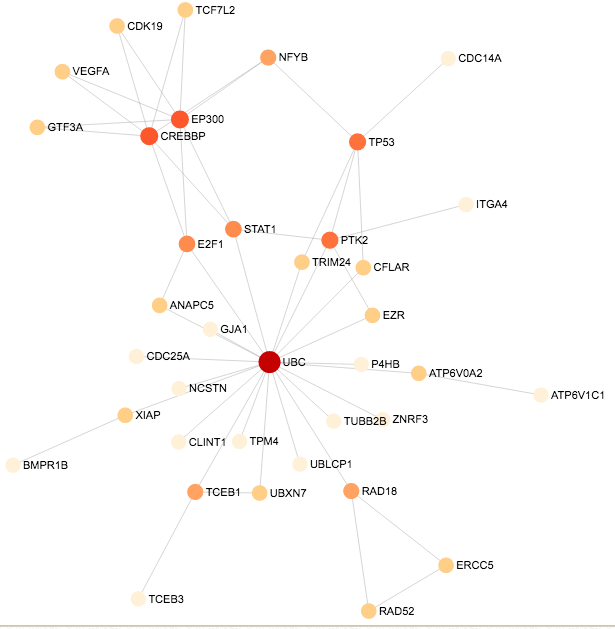 TCF7L2
CDK19
NFYB
CDC14A
VEGFA
EP300
GTF3A
CREBBP
TP53
ITGA4
STAT1
PTK2
E2F1
TRIM24
CFLAR
ANAPC5
EZR
GJA1
CDC25A
UBC
P4HB
ATP6V0A2
NCSTN
ATP6V1C1
XIAP
TUBB2B
ZNRF3
CLINT1
TPM4
BMPR1B
UBLCP1
TCEB1
UBXN7
RAD18
ERCC5
TCEB3
RAD52